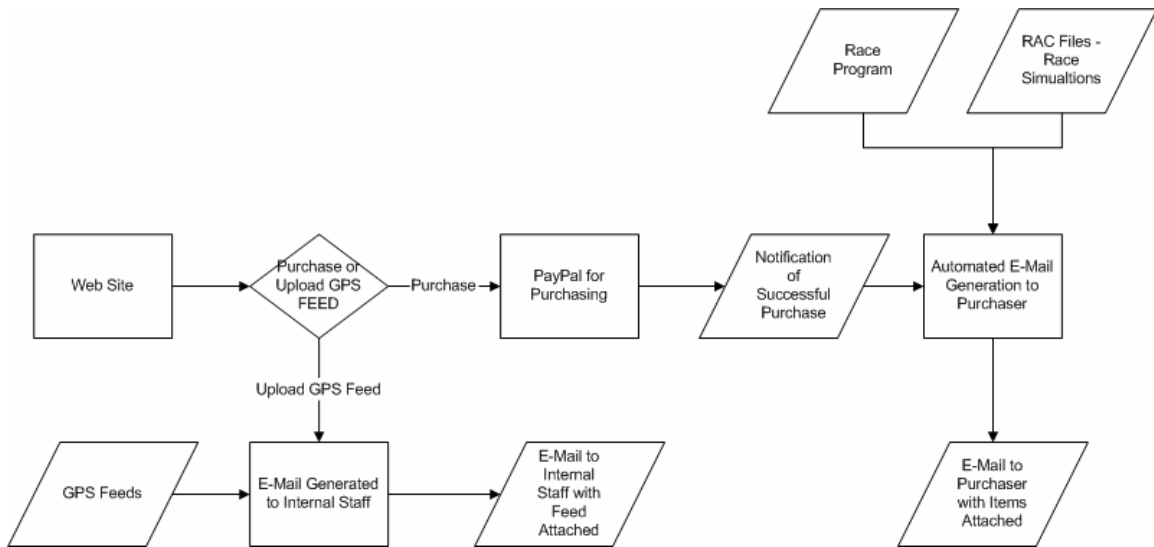 Race
Program
RAC Files -
Race
Simualtions
Web Site
Purchase or
Upload GPS
FEED
Purchase
PayPal for
Purchasing
Notification
of
Successful
Purchase
Automated E-Mail
Generation to
Purchaser
Upload GPS Feed
GPS Feeds
E-Mail Generated
to Internal Staff
E-Mail to
Internal
Staff with
Feed
Attached
E-Mail to
Purchaser
with Items
Attached